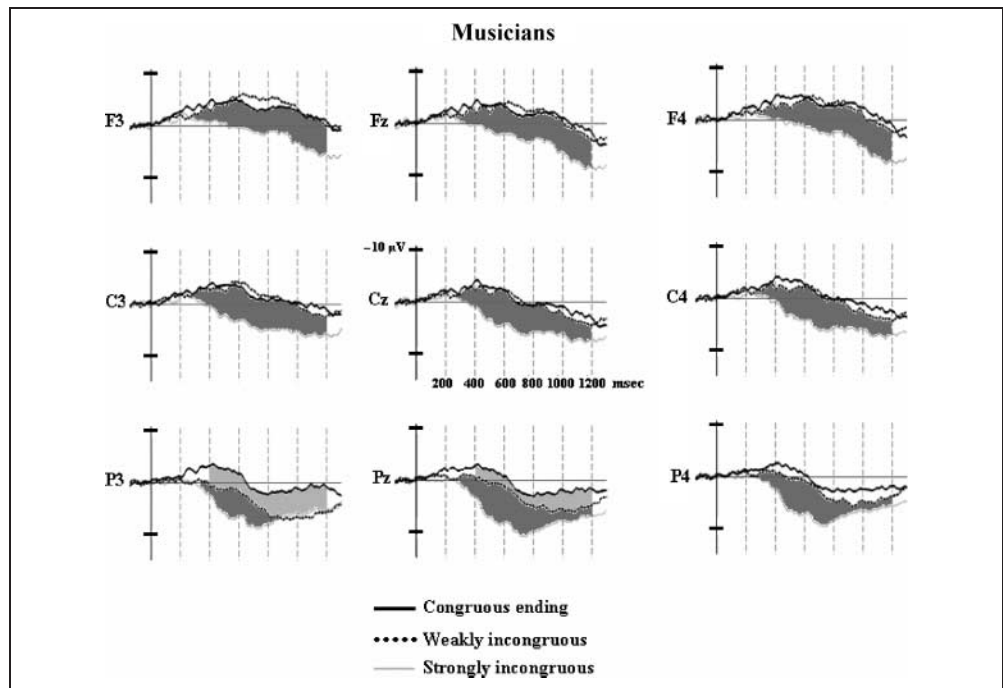 Musicians
F3
Fz
F4
−10 μV
C3
Cz
C4
200 400 600 800 1000 1200 msec
P3
Pz
P4
Congruous ending
Weakly incongruous
Strongly incongruous